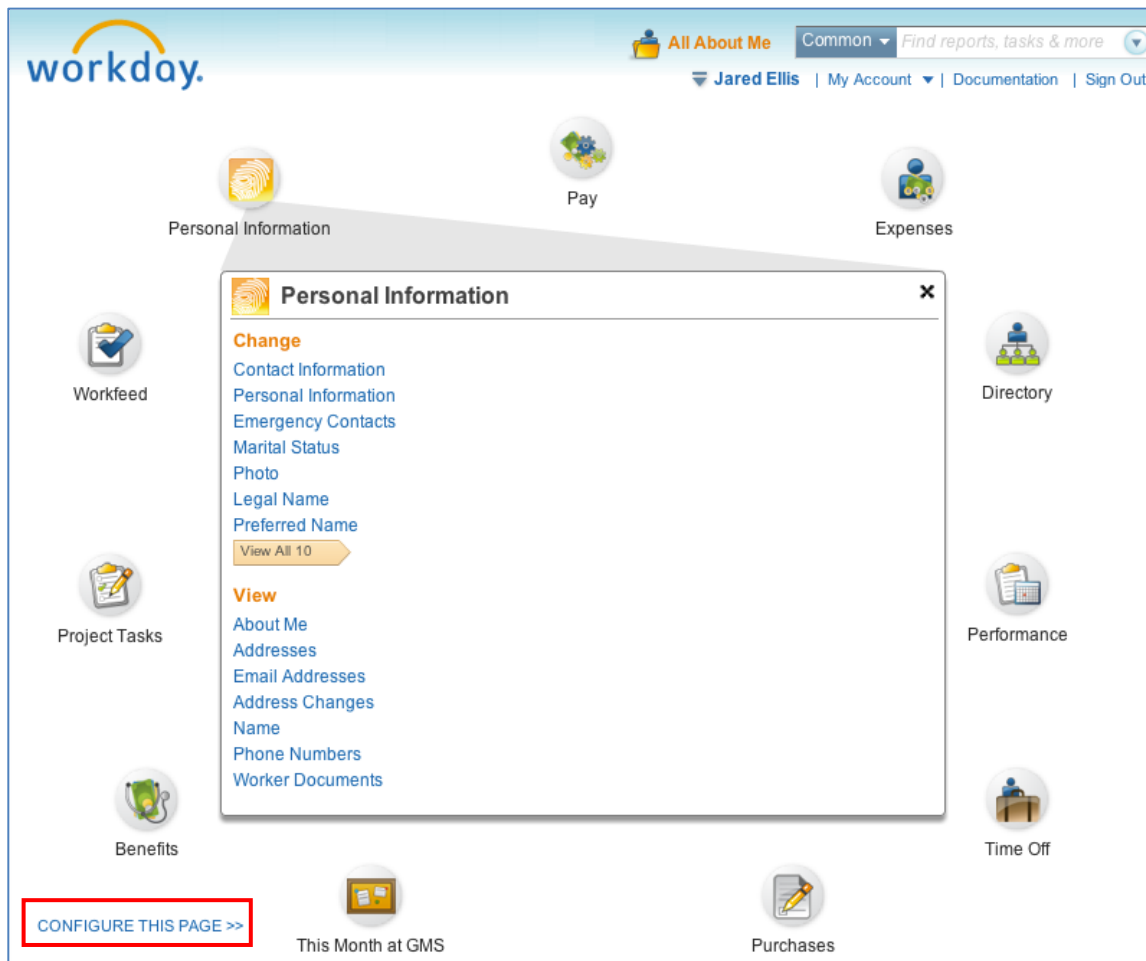 workday.
All About Me
Common Find reports, tasks & more
Jared Ellis | My Account | Documentation | Sign Out
Pay
Personal Information
Expenses
Personal Information x
Change
Contact Information
Personal Information
Emergency Contacts
Marital Status
Photo
Legal Name
Preferred Name
View All 10
View
About Me
Addresses
Email Addresses
Address Changes
Name
Phone Numbers
Worker Documents
Workfeed
Directory
Project Tasks
Performance
Benefits
Time Off
CONFIGURE THIS PAGE >>
This Month at GMS
Purchases